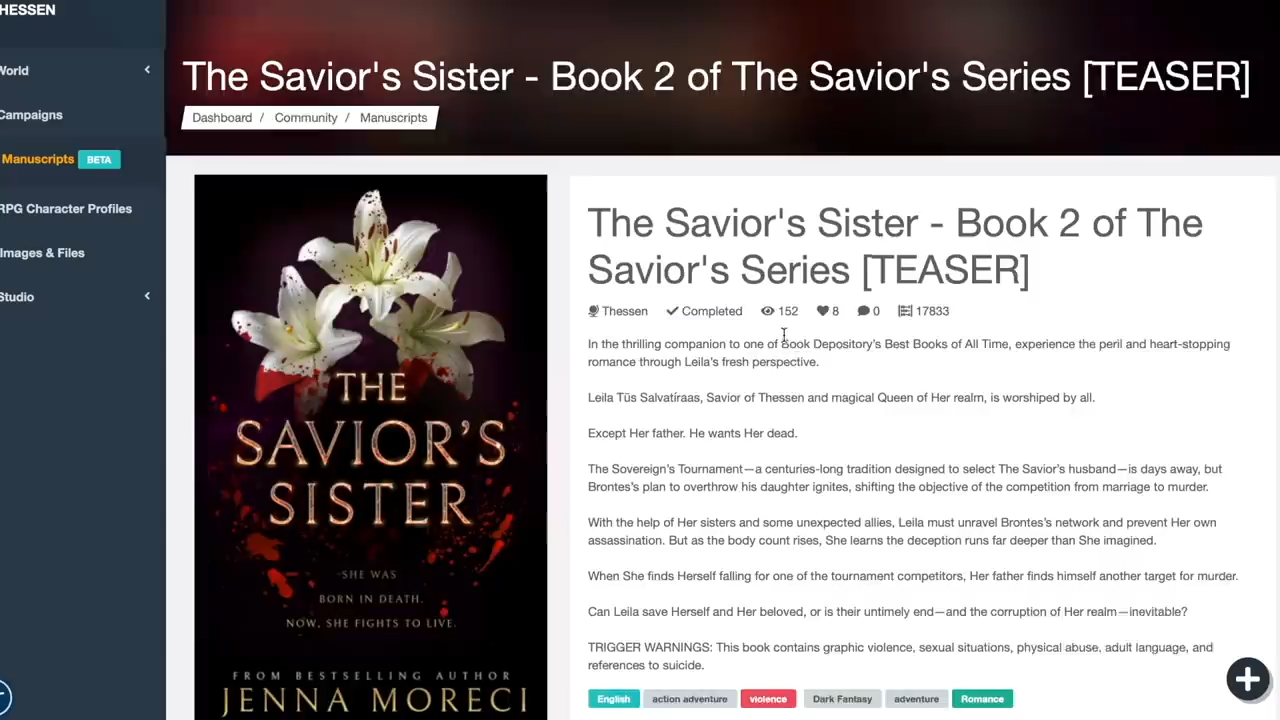 HESSEN
World
Campaigns
Manuscripts BETA
RPG Character Profiles
Images & Files
Studio
The Savior's Sister - Book 2 of The Savior's Series [TEASER]
Dashboard / Community / Manuscripts
THE
SAVIOR'S
SISTER
SHE WAS
BORN IN DEATH.
NOW, SHE FIGHTS TO LIVE.
FROM BESTSELLING AUTHOR
JENNA MORECI
The Savior's Sister - Book 2 of The
Savior's Series [TEASER]
Thessen Completed 152 8 0 17833
In the thrilling companion to one of Book Depository's Best Books of All Time, experience the peril and heart-stopping
romance through Leila's fresh perspective.
Leila Tūs Salvatíraas, Savior of Thessen and magical Queen of Her realm, is worshiped by all.
Except Her father. He wants Her dead.
The Sovereign's Tournament—a centuries-long tradition designed to select The Savior's husband—is days away, but
Brontes's plan to overthrow his daughter ignites, shifting the objective of the competition from marriage to murder.
With the help of Her sisters and some unexpected allies, Leila must unravel Brontes's network and prevent Her own
assassination. But as the body count rises, She learns the deception runs far deeper than She imagined.
When She finds Herself falling for one of the tournament competitors, Her father finds himself another target for murder.
Can Leila save Herself and Her beloved, or is their untimely end—and the corruption of Her realm—inevitable?
TRIGGER WARNINGS: This book contains graphic violence, sexual situations, physical abuse, adult language, and
references to suicide.
English action adventure violence Dark Fantasy adventure Romance